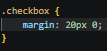 .checkbox {
    margin: 20px 0;
}